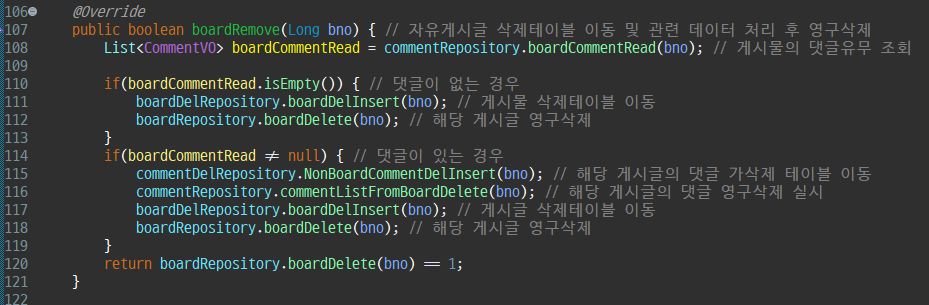 106 @Override
107 public boolean boardRemove(Long bno) { // 자유게시글 삭제테이블 이동 및 관련 데이터 처리 후 영구삭제
108 List<CommentVO> boardCommentRead = commentRepository.boardCommentRead(bno); // 게시물의 댓글유무 조회
109
110 if(boardCommentRead.isEmpty()) { // 댓글이 없는 경우
111 boardDelRepository.boardDelInsert(bno); // 게시물 삭제테이블 이동
112 boardRepository.boardDelete(bno); // 해당 게시글 영구삭제
113 }
114 if(boardCommentRead ≠ null) { // 댓글이 있는 경우
115 commentDelRepository.NonBoardCommentDelInsert(bno); // 해당 게시글의 댓글 가삭제 테이블 이동
116 commentRepository.commentListFromBoardDelete(bno); // 해당 게시글의 댓글 영구삭제 실시
117 boardDelRepository.boardDelInsert(bno); // 게시글 삭제테이블 이동
118 boardRepository.boardDelete(bno); // 해당 게시글 영구삭제
119 }
120 return boardRepository.boardDelete(bno) == 1;
121 }
122